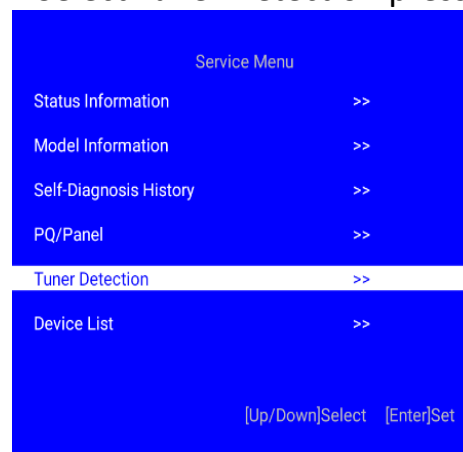 Service Menu
Status Information >>
Model Information >>
Self-Diagnosis History >>
PQ/Panel >>
Tuner Detection >>
Device List >>
[Up/Down]Select [Enter]Set